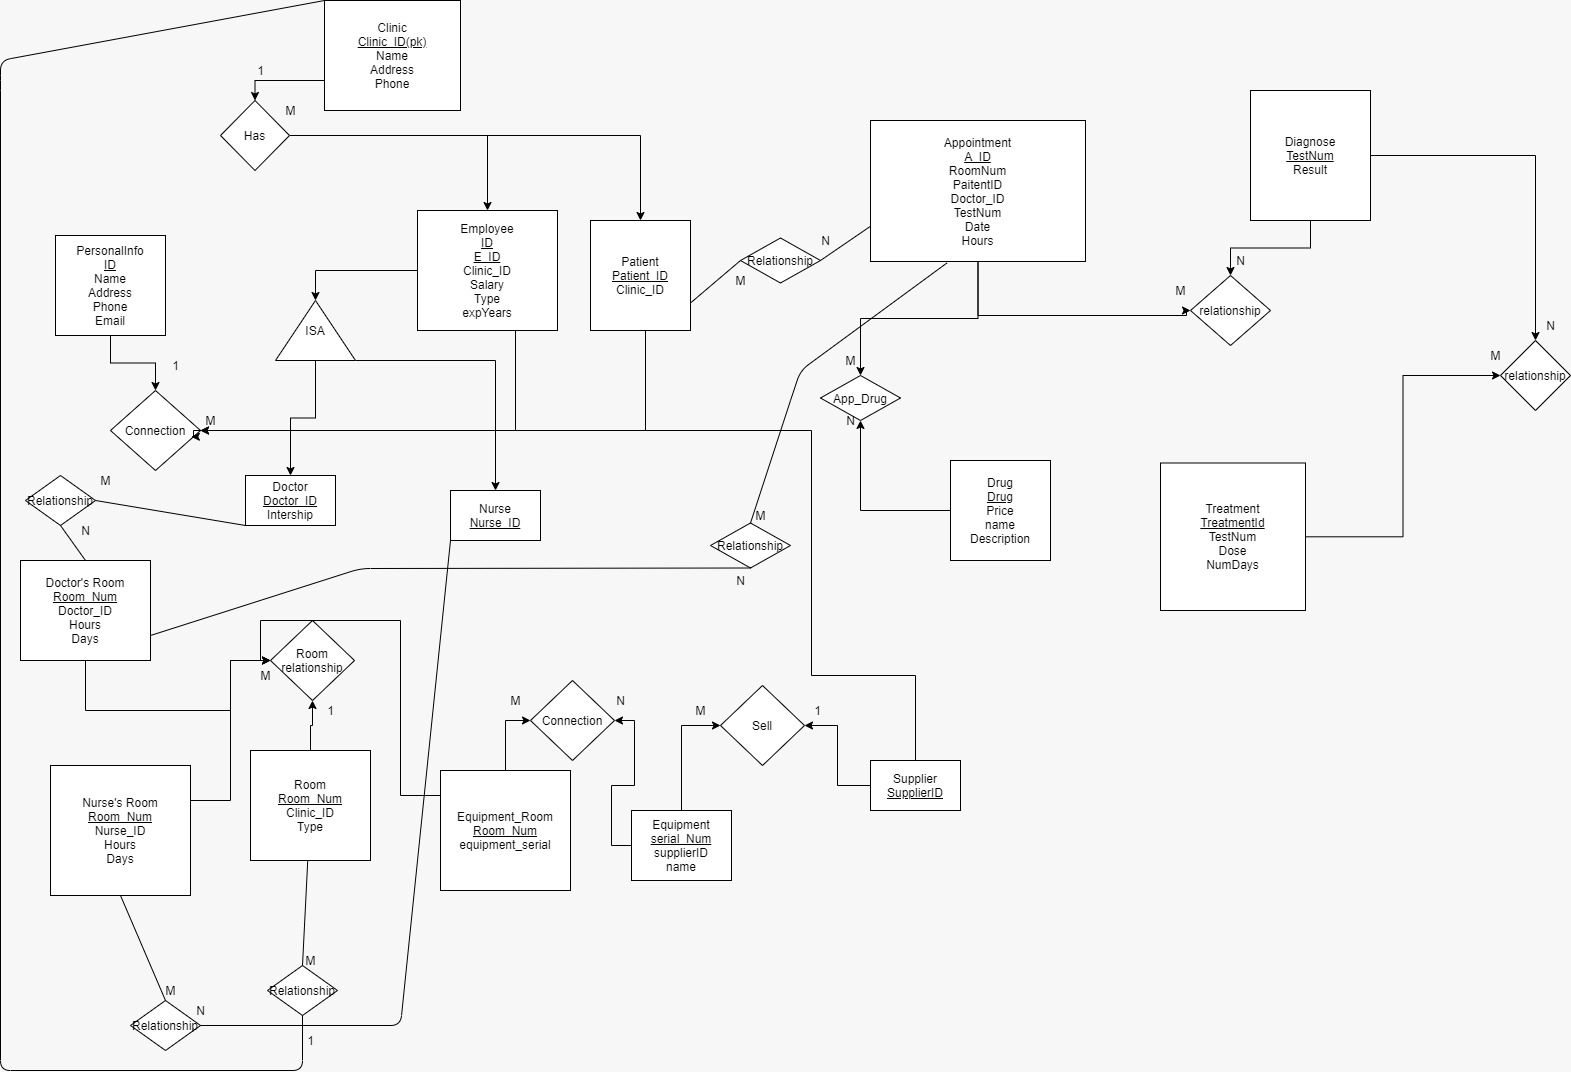 Clinic
Clinic_ID(pk)
Name
Address
Phone
1
M
Has
Appointment
A_ID
RoomNum
PaitentID
Doctor_ID
TestNum
Date
Hours
Diagnose
TestNum
Result
Employee
ID
E_ID
Clinic_ID
Salary
Type
expYears
Patient
Patient_ID
Clinic_ID
Relationship
N
M
PersonalInfo
ID
Name
Address
Phone
Email
ISA
N
M
relationship
N
M
relationship
1
M
Connection
M
App_Drug
N
Relationship
M
N
Doctor
Doctor_ID
Intership
Nurse
Nurse_ID
Drug
Drug
Price
name
Description
Treatment
TreatmentId
TestNum
Dose
NumDays
M
Relationship
N
Doctor's Room
Room_Num
Doctor_ID
Hours
Days
Room
relationship
M
1
M
Connection
N
M
Sell
1
Supplier
SupplierID
Nurse's Room
Room_Num
Nurse_ID
Hours
Days
Room
Room_Num
Clinic_ID
Type
Equipment_Room
Room_Num
equipment_serial
Equipment
serial_Num
supplierID
name
M
Relationship
1
M
N
Relationship